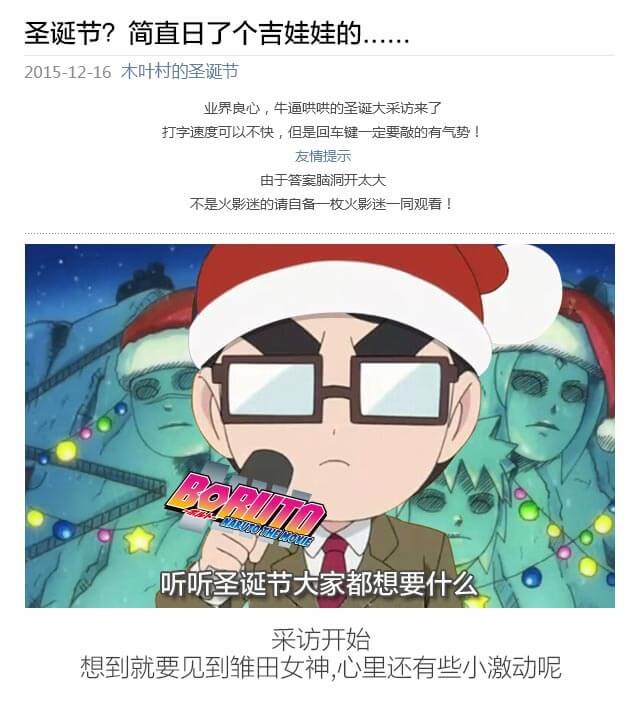 圣诞节？简直日了个吉娃娃的......
2015-12-16 木叶村的圣诞节
业界良心，牛逼哄哄的圣诞大采访来了
打字速度可以不快，但是回车键一定要敲的有气势！
友情提示
由于答案脑洞开太大
不是火影迷的请自备一枚火影迷一同观看！
BORUTO
NARUTO THE MOVIE
听听圣诞节大家都想要什么
采访开始
想到就要见到雏田女神,心里还有些小激动呢